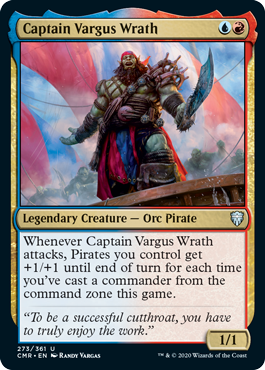 Captain Vargus Wrath
Legendary Creature — Orc Pirate
Whenever Captain Vargus Wrath
attacks, Pirates you control get
+1/+1 until end of turn for each time
you've cast a commander from the
command zone this game.
"To be a successful cutthroat, you have
to truly enjoy the work."
1/1
273/361 U
CMR • EN RANDY VARGAS
™ & © 2020 Wizards of the Coast